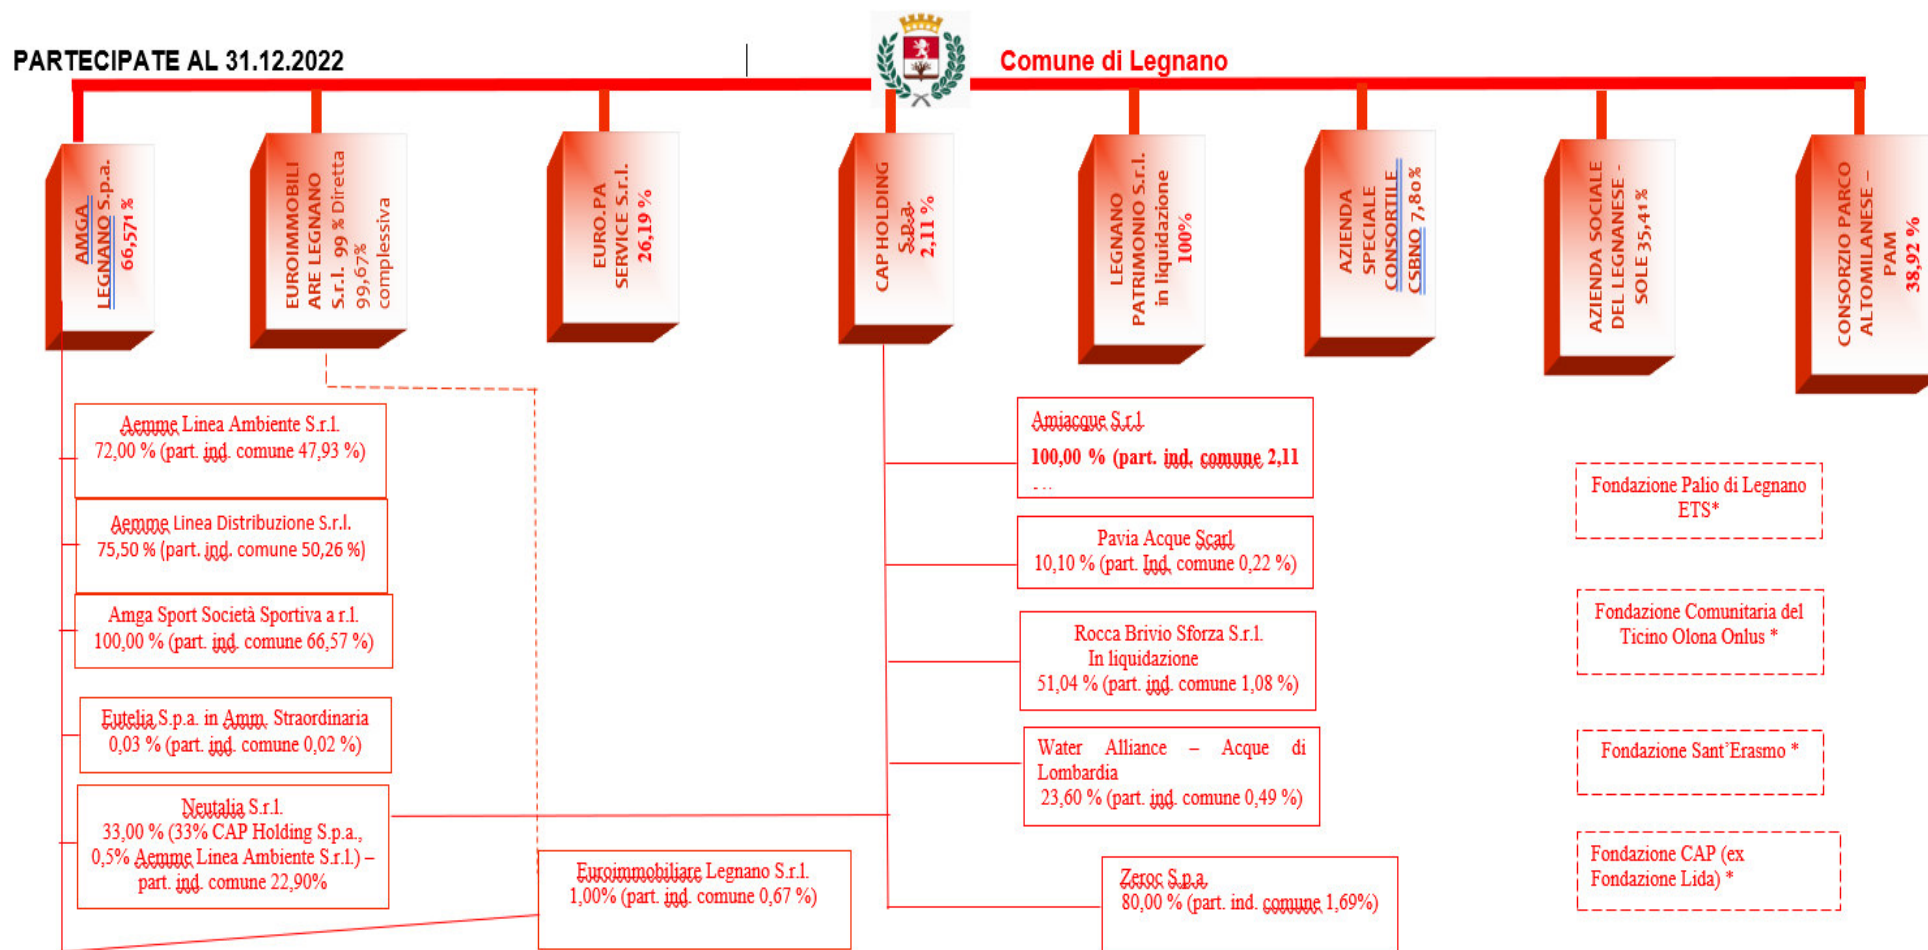 PARTECIPATE AL 31.12.2022
Comune di Legnano
AMGA
LEGNANO S.p.a.
66,571 %
EUROIMMOBILI
ARE LEGNANO
S.r.l. 99 % Diretta
99,67%
complessiva
EURO.PA
SERVICE S.r.l.
26,19 %
CAP HOLDING
S.p.a.
2,11 %
LEGNANO
PATRIMONIO S.r.l.
in liquidazione
100%
AZIENDA
SPECIALE
CONSORTILE
CSBNO 7,80%
AZIENDA SOCIALE
DEL LEGNANESE -
SOLE 35,41%
CONSORZIO PARCO
ALTOMILANESE –
PAM
38,92 %
Aemme Linea Ambiente S.r.l.
72,00 % (part. ind. comune 47,93 %)
Aemme Linea Distribuzione S.r.l.
75,50 % (part. ind. comune 50,26 %)
Amga Sport Società Sportiva a r.l.
100,00 % (part. ind. comune 66,57 %)
Eutelia S.p.a. in Amm. Straordinaria
0,03 % (part. ind. comune 0,02 %)
Neutalia S.r.l.
33,00 % (33% CAP Holding S.p.a.,
0,5% Aemme Linea Ambiente S.r.l.) –
part. ind. comune 22,90%
Euroimmobiliare Legnano S.r.l.
1,00% (part. ind. comune 0,67 %)
Amiacque S.r.l.
100,00 % (part. ind. comune 2,11
Pavia Acque Scarl
10,10 % (part. Ind. comune 0,22 %)
Rocca Brivio Sforza S.r.l.
In liquidazione
51,04 % (part. ind. comune 1,08 %)
Water Alliance – Acque di
Lombardia
23,60 % (part. ind. comune 0,49 %)
Zeroc S.p.a.
80,00 % (part. ind. comune 1,69%)
Fondazione Palio di Legnano
ETS*
Fondazione Comunitaria del
Ticino Olona Onlus *
Fondazione Sant’Erasmo *
Fondazione CAP (ex
Fondazione Lida) *